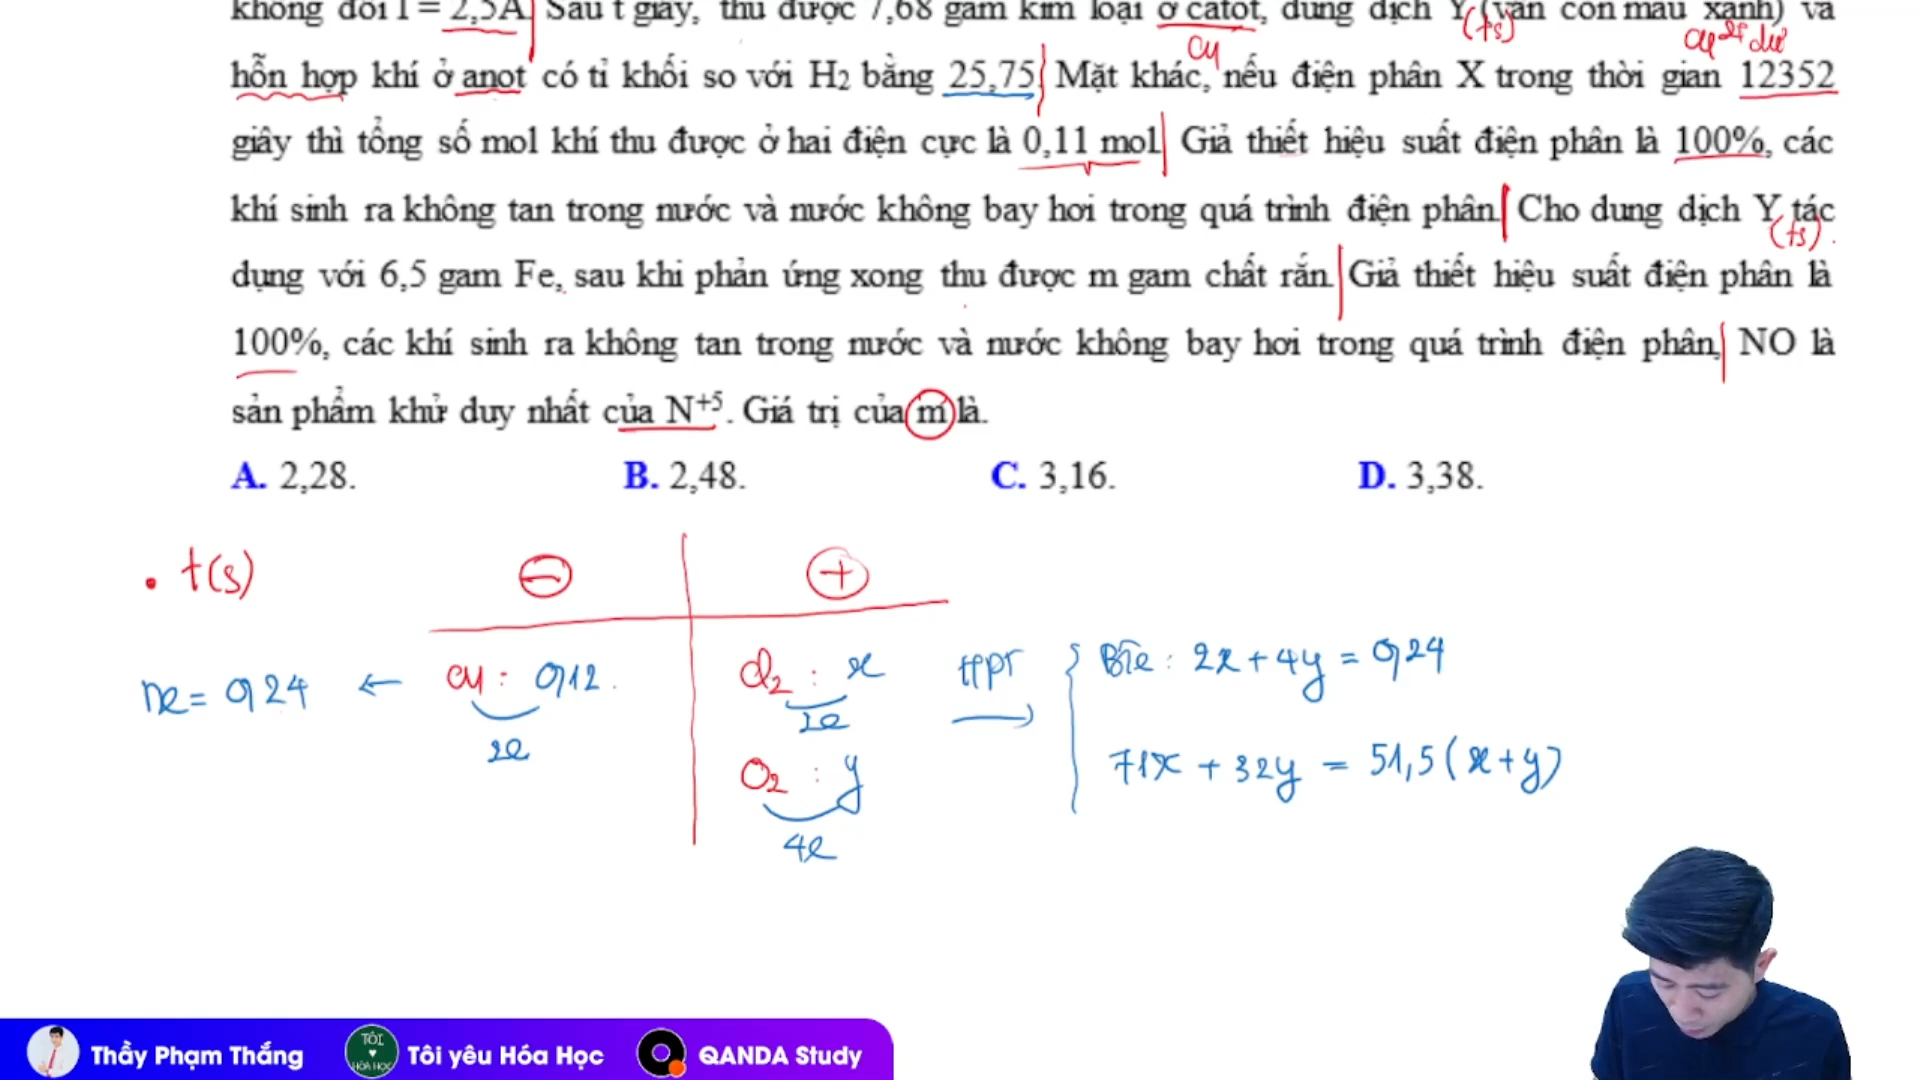 không đổi I = 2,5A. Sau t giây, thu được 7,68 gam kim loại ở catot, dung dịch Y (vẫn còn màu xanh) và
(ts)
Cu
Cu2+ dư
hỗn hợp khí ở anot có tỉ khối so với H2 bằng 25,75. Mặt khác, nếu điện phân X trong thời gian 12352
giây thì tổng số mol khí thu được ở hai điện cực là 0,11 mol. Giả thiết hiệu suất điện phân là 100%, các
khí sinh ra không tan trong nước và nước không bay hơi trong quá trình điện phân. Cho dung dịch Y tác
(ts).
dụng với 6,5 gam Fe, sau khi phản ứng xong thu được m gam chất rắn. Giả thiết hiệu suất điện phân là
100%, các khí sinh ra không tan trong nước và nước không bay hơi trong quá trình điện phân, NO là
sản phẩm khử duy nhất của N+5. Giá trị của m là.
A. 2,28. B. 2,48. C. 3,16. D. 3,38.
• t(s) − +
ne = 0,24 ← Cu : 0,12. Cl2 : x HPT → { BTe : 2x + 4y = 0,24
2e 2e
O2 : y 71x + 32y = 51,5(x+y)
4e
Thầy Phạm Thắng TÔI ♥ HÓA HỌC Tôi yêu Hóa Học QANDA Study